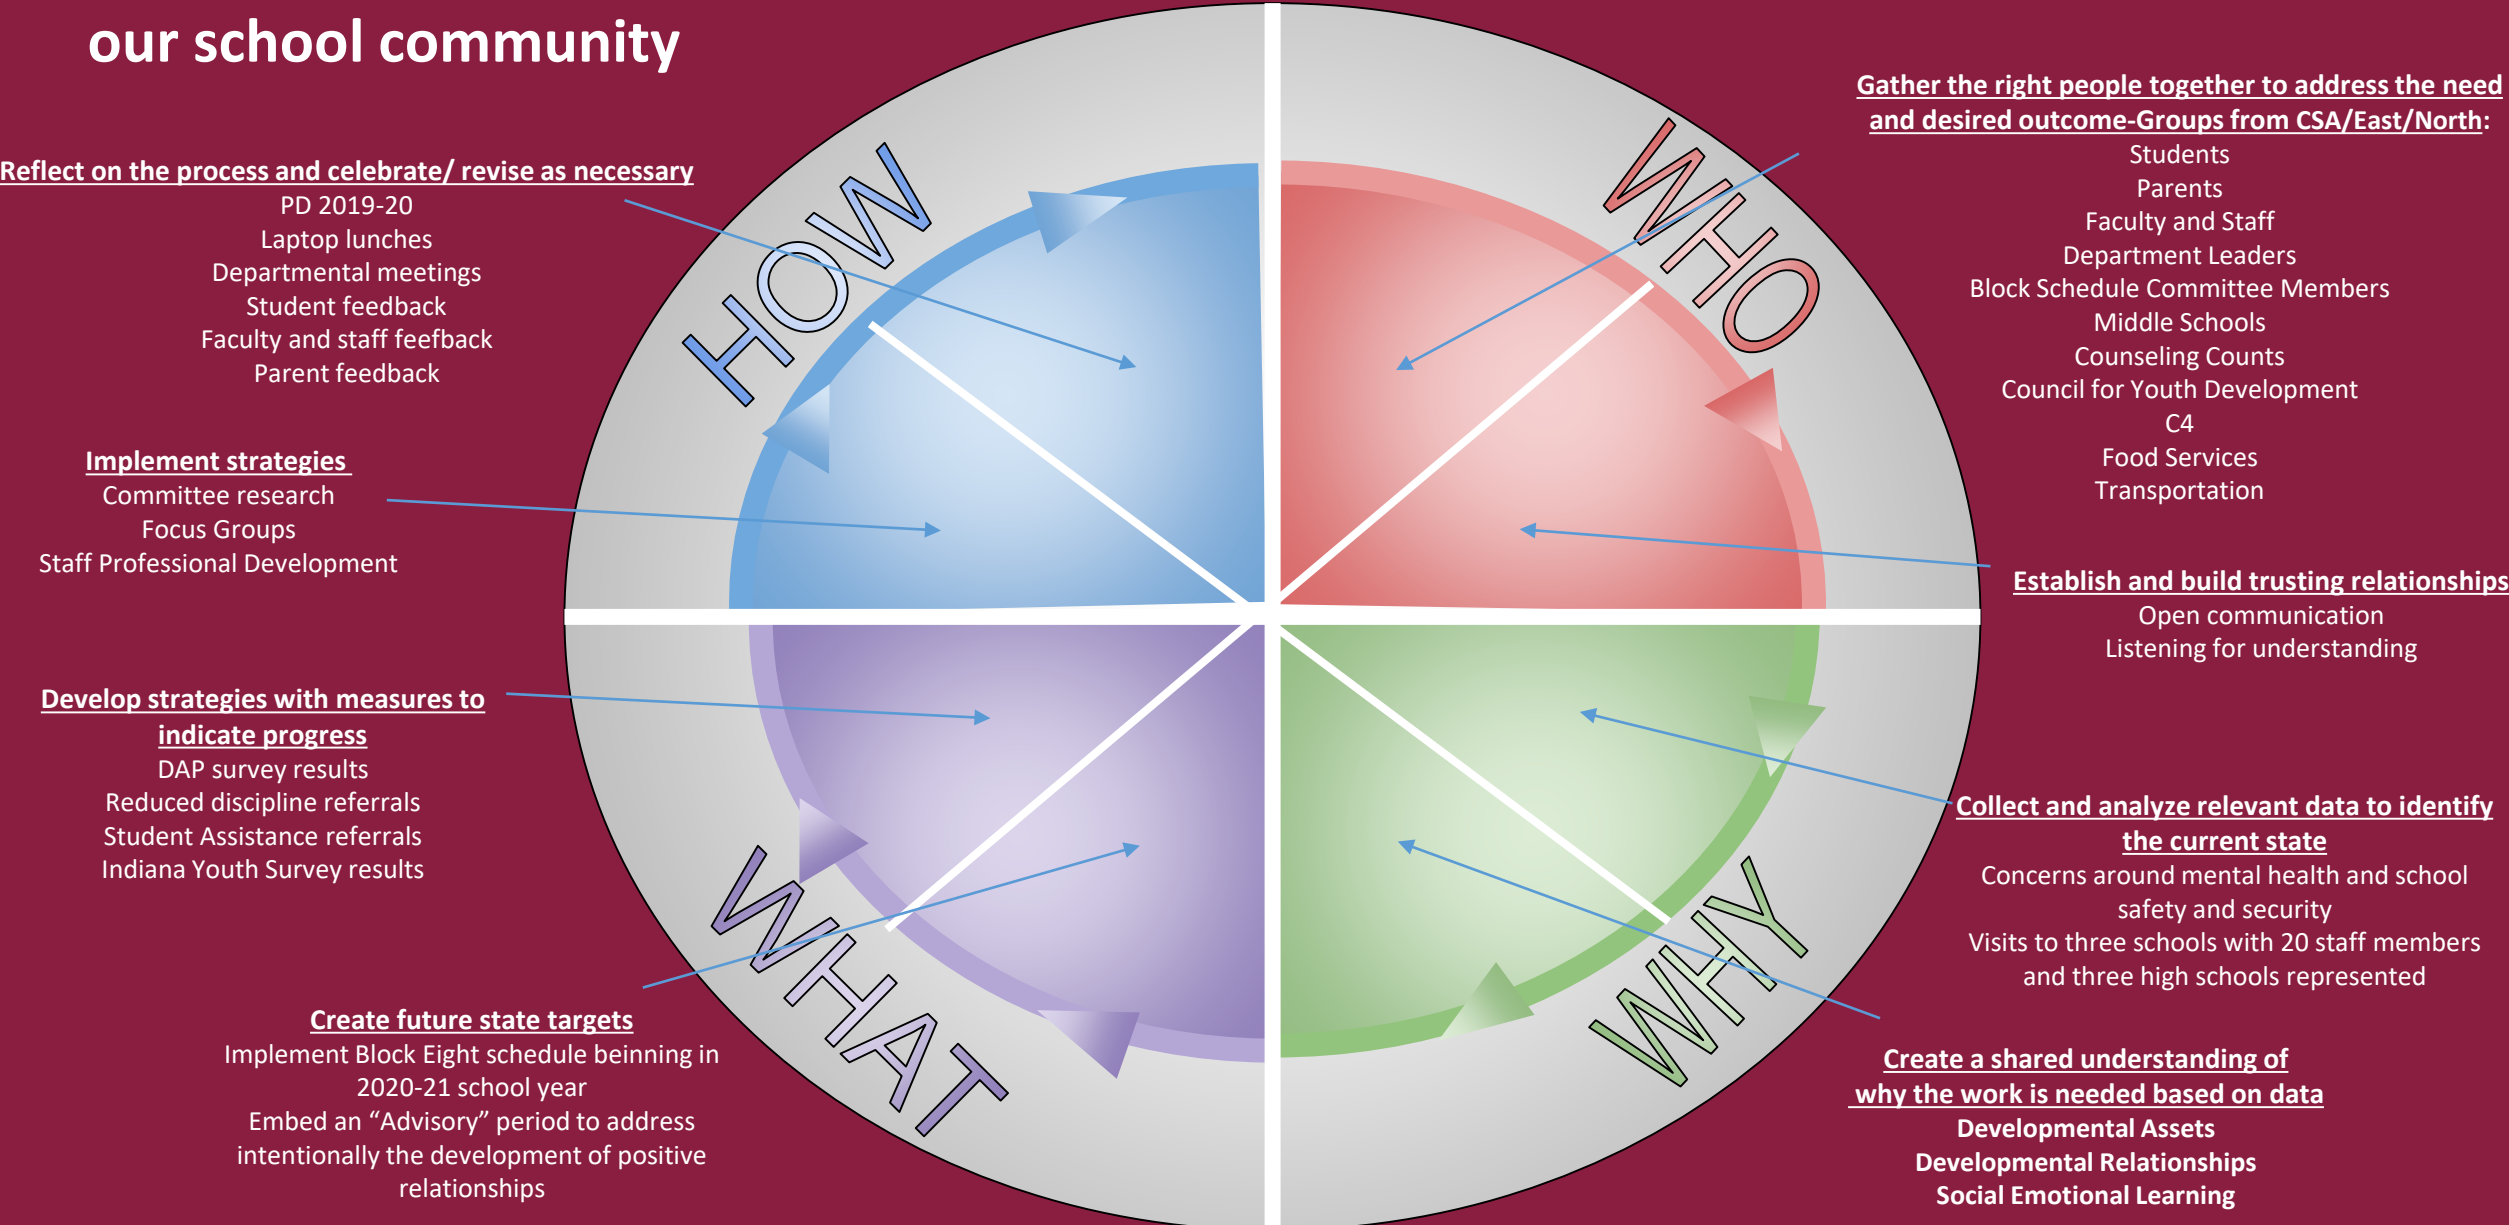 our school community
Reflect on the process and celebrate/ revise as necessary
PD 2019-20
Laptop lunches
Departmental meetings
Student feedback
Faculty and staff feefback
Parent feedback
Implement strategies
Committee research
Focus Groups
Staff Professional Development
Develop strategies with measures to
indicate progress
DAP survey results
Reduced discipline referrals
Student Assistance referrals
Indiana Youth Survey results
Create future state targets
Implement Block Eight schedule beinning in
2020-21 school year
Embed an “Advisory” period to address
intentionally the development of positive
relationships
HOW
WHO
WHAT
WHY
Gather the right people together to address the need
and desired outcome-Groups from CSA/East/North:
Students
Parents
Faculty and Staff
Department Leaders
Block Schedule Committee Members
Middle Schools
Counseling Counts
Council for Youth Development
C4
Food Services
Transportation
Establish and build trusting relationships
Open communication
Listening for understanding
Collect and analyze relevant data to identify
the current state
Concerns around mental health and school
safety and security
Visits to three schools with 20 staff members
and three high schools represented
Create a shared understanding of
why the work is needed based on data
Developmental Assets
Developmental Relationships
Social Emotional Learning